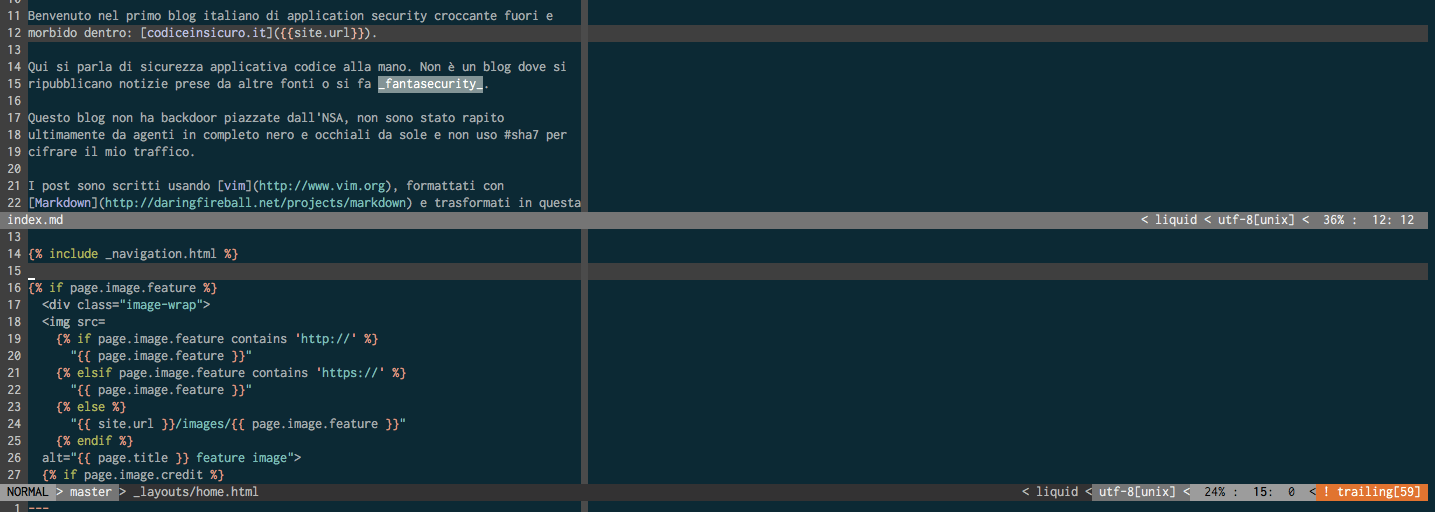 11 Benvenuto nel primo blog italiano di application security croccante fuori e
12 morbido dentro: [codiceinsicuro.it]({{site.url}}).
13
14 Qui si parla di sicurezza applicativa codice alla mano. Non è un blog dove si
15 ripubblicano notizie prese da altre fonti o si fa _fantasecurity_.
16
17 Questo blog non ha backdoor piazzate dall'NSA, non sono stato rapito
18 ultimamente da agenti in completo nero e occhiali da sole e non uso #sha7 per
19 cifrare il mio traffico.
20
21 I post sono scritti usando [vim](http://www.vim.org), formattati con
22 [Markdown](http://daringfireball.net/projects/markdown) e trasformati in questa
index.md < liquid < utf-8[unix] < 36% : 12: 12
13
14 {% include _navigation.html %}
15
16 {% if page.image.feature %}
17   <div class="image-wrap">
18   <img src=
19     {% if page.image.feature contains 'http://' %}
20       "{{ page.image.feature }}"
21     {% elsif page.image.feature contains 'https://' %}
22       "{{ page.image.feature }}"
23     {% else %}
24       "{{ site.url }}/images/{{ page.image.feature }}"
25     {% endif %}
26   alt="{{ page.title }} feature image">
27   {% if page.image.credit %}
NORMAL > master > _layouts/home.html < liquid < utf-8[unix] < 24% : 15: 0 < ! trailing[59]
1 ---